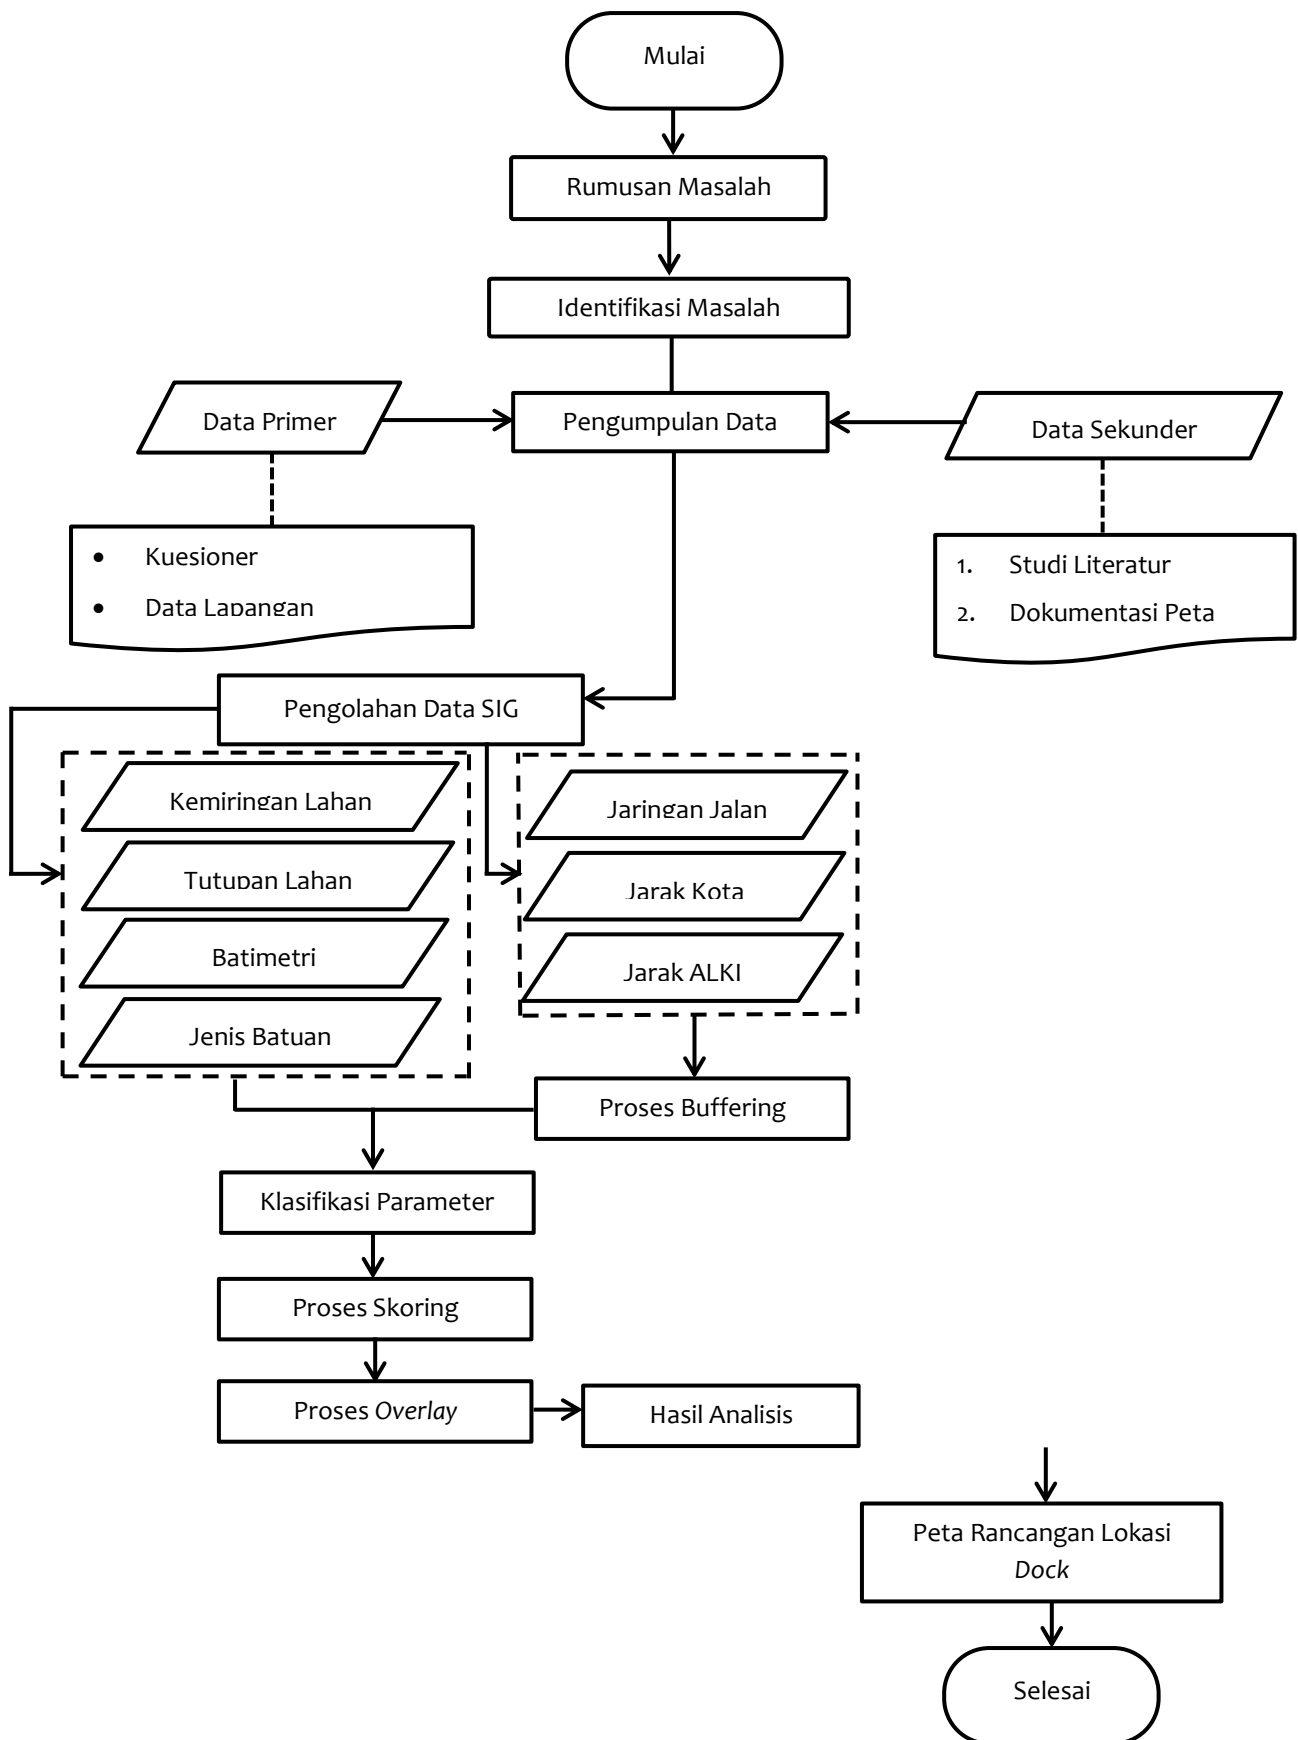 Mulai
Rumusan Masalah
Identifikasi Masalah
Data Primer
Pengumpulan Data
Data Sekunder
• Kuesioner
• Data Lapangan
1. Studi Literatur
2. Dokumentasi Peta
Pengolahan Data SIG
Kemiringan Lahan
Tutupan Lahan
Batimetri
Jenis Batuan
Jaringan Jalan
Jarak Kota
Jarak ALKI
Proses Buffering
Klasifikasi Parameter
Proses Skoring
Proses Overlay
Hasil Analisis
Peta Rancangan Lokasi
Dock
Selesai